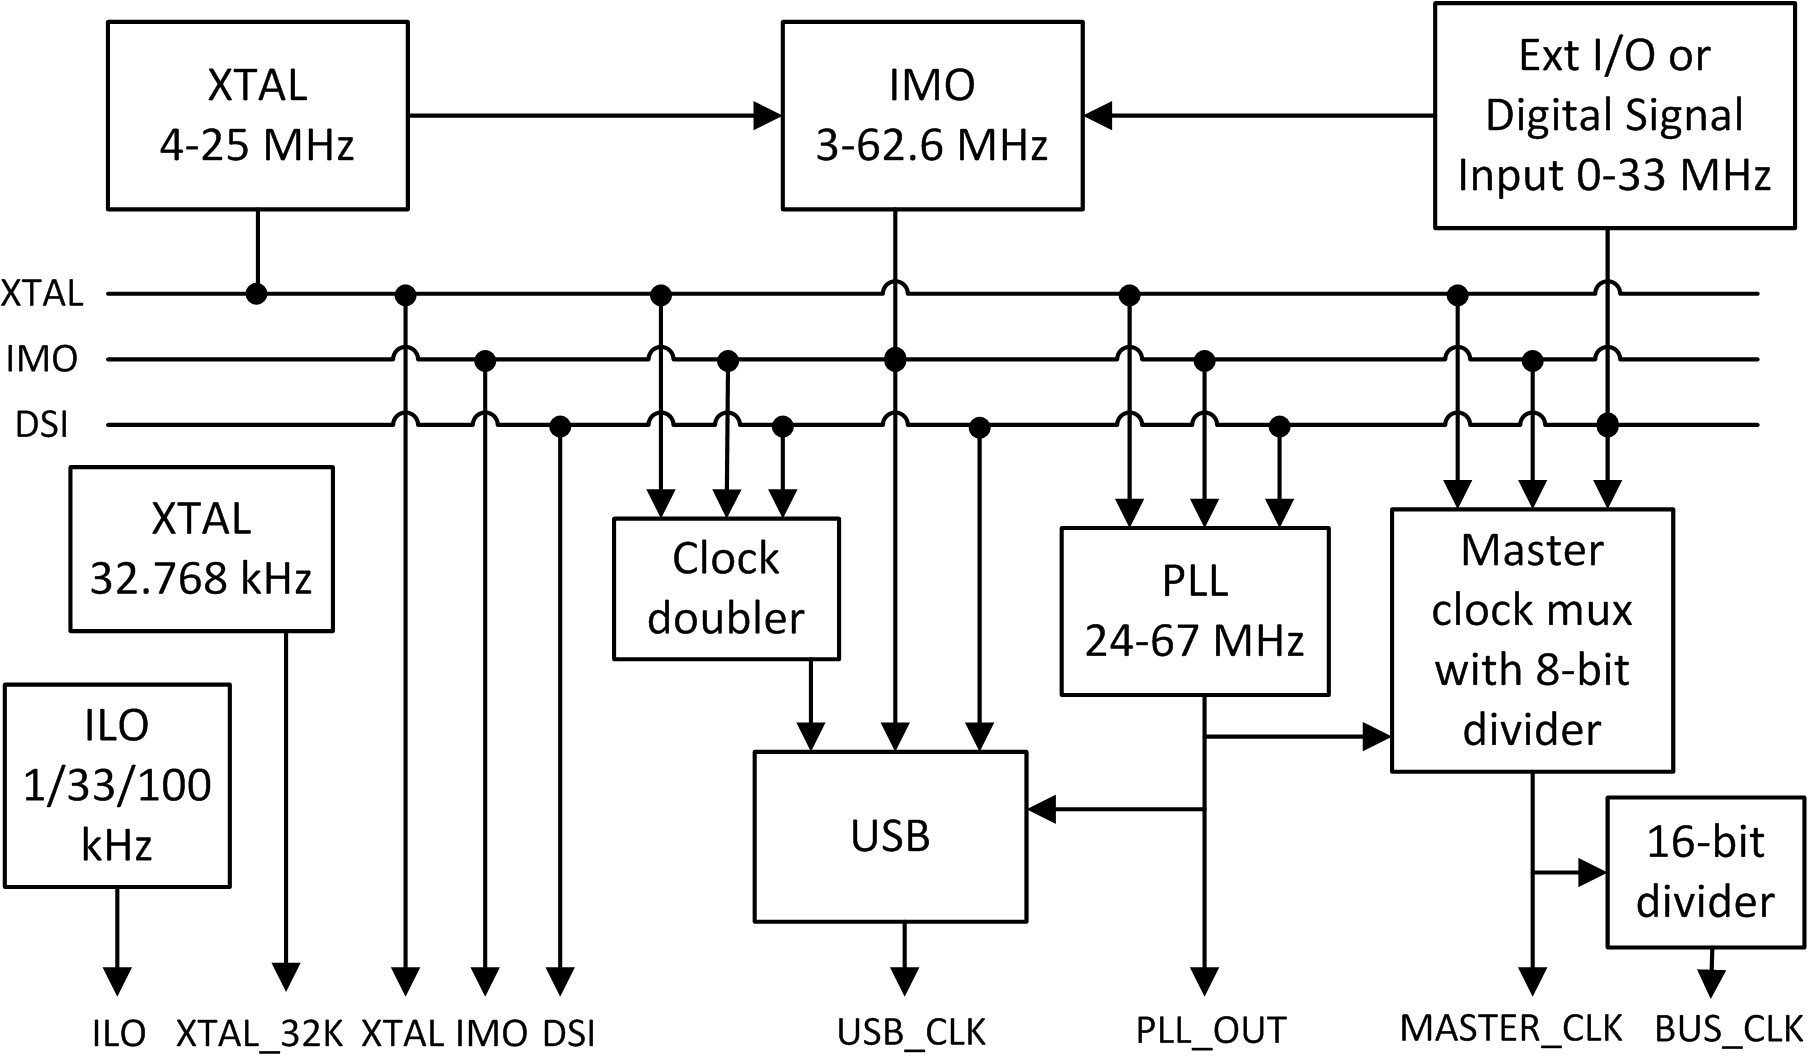 XTAL
4-25 MHz
IMO
3-62.6 MHz
Ext I/O or
Digital Signal
Input 0-33 MHz
XTAL
IMO
DSI
XTAL
32.768 kHz
ILO
1/33/100
kHz
Clock
doubler
PLL
24-67 MHz
Master
clock mux
with 8-bit
divider
USB
16-bit
divider
ILO
XTAL_32K
XTAL
IMO
DSI
USB_CLK
PLL_OUT
MASTER_CLK
BUS_CLK